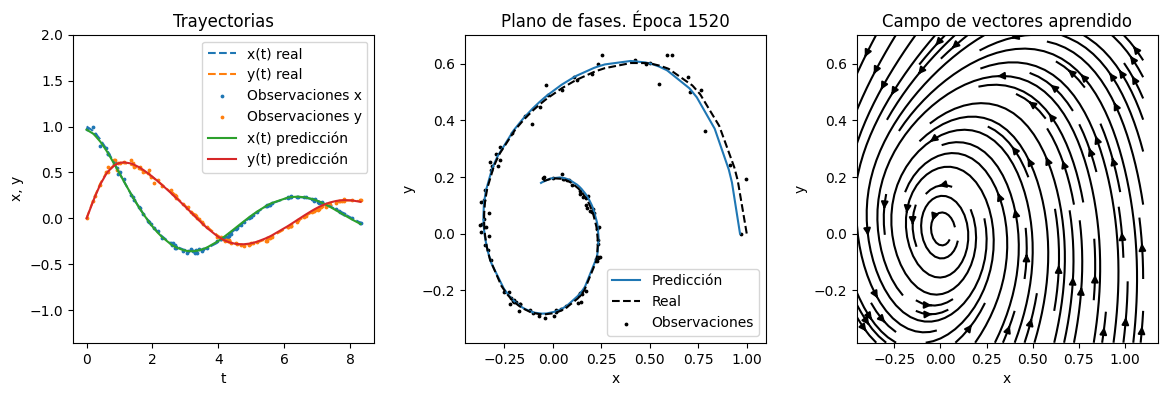 Trayectorias
2.0
1.5
1.0
0.5
0.0
−0.5
−1.0
x, y
0 2 4 6 8
t
x(t) real
y(t) real
Observaciones x
Observaciones y
x(t) predicción
y(t) predicción
Plano de fases. Época 1520
0.6
0.4
0.2
0.0
−0.2
y
−0.25 0.00 0.25 0.50 0.75 1.00
x
Predicción
Real
Observaciones
Campo de vectores aprendido
0.6
0.4
0.2
0.0
−0.2
y
−0.25 0.00 0.25 0.50 0.75 1.00
x